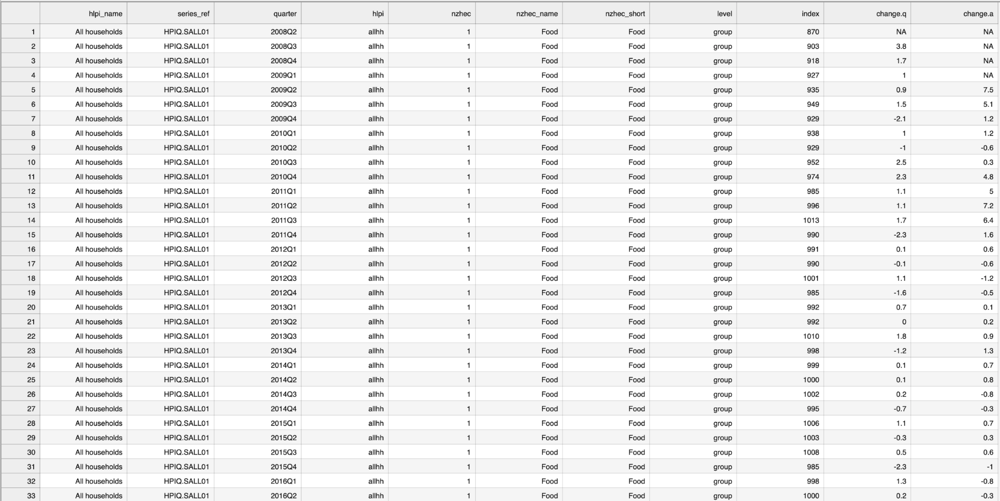 hlpi_name series_ref quarter hlpi nzhec nzhec_name nzhec_short level index change.q change.a
1 All households HPIQ.SALL01 2008Q2 allhh 1 Food Food group 870 NA NA
2 All households HPIQ.SALL01 2008Q3 allhh 1 Food Food group 903 3.8 NA
3 All households HPIQ.SALL01 2008Q4 allhh 1 Food Food group 918 1.7 NA
4 All households HPIQ.SALL01 2009Q1 allhh 1 Food Food group 927 1 NA
5 All households HPIQ.SALL01 2009Q2 allhh 1 Food Food group 935 0.9 7.5
6 All households HPIQ.SALL01 2009Q3 allhh 1 Food Food group 949 1.5 5.1
7 All households HPIQ.SALL01 2009Q4 allhh 1 Food Food group 929 -2.1 1.2
8 All households HPIQ.SALL01 2010Q1 allhh 1 Food Food group 938 1 1.2
9 All households HPIQ.SALL01 2010Q2 allhh 1 Food Food group 929 -1 -0.6
10 All households HPIQ.SALL01 2010Q3 allhh 1 Food Food group 952 2.5 0.3
11 All households HPIQ.SALL01 2010Q4 allhh 1 Food Food group 974 2.3 4.8
12 All households HPIQ.SALL01 2011Q1 allhh 1 Food Food group 985 1.1 5
13 All households HPIQ.SALL01 2011Q2 allhh 1 Food Food group 996 1.1 7.2
14 All households HPIQ.SALL01 2011Q3 allhh 1 Food Food group 1013 1.7 6.4
15 All households HPIQ.SALL01 2011Q4 allhh 1 Food Food group 990 -2.3 1.6
16 All households HPIQ.SALL01 2012Q1 allhh 1 Food Food group 991 0.1 0.6
17 All households HPIQ.SALL01 2012Q2 allhh 1 Food Food group 990 -0.1 -0.6
18 All households HPIQ.SALL01 2012Q3 allhh 1 Food Food group 1001 1.1 -1.2
19 All households HPIQ.SALL01 2012Q4 allhh 1 Food Food group 985 -1.6 -0.5
20 All households HPIQ.SALL01 2013Q1 allhh 1 Food Food group 992 0.7 0.1
21 All households HPIQ.SALL01 2013Q2 allhh 1 Food Food group 992 0 0.2
22 All households HPIQ.SALL01 2013Q3 allhh 1 Food Food group 1010 1.8 0.9
23 All households HPIQ.SALL01 2013Q4 allhh 1 Food Food group 998 -1.2 1.3
24 All households HPIQ.SALL01 2014Q1 allhh 1 Food Food group 999 0.1 0.7
25 All households HPIQ.SALL01 2014Q2 allhh 1 Food Food group 1000 0.1 0.8
26 All households HPIQ.SALL01 2014Q3 allhh 1 Food Food group 1002 0.2 -0.8
27 All households HPIQ.SALL01 2014Q4 allhh 1 Food Food group 995 -0.7 -0.3
28 All households HPIQ.SALL01 2015Q1 allhh 1 Food Food group 1006 1.1 0.7
29 All households HPIQ.SALL01 2015Q2 allhh 1 Food Food group 1003 -0.3 0.3
30 All households HPIQ.SALL01 2015Q3 allhh 1 Food Food group 1008 0.5 0.6
31 All households HPIQ.SALL01 2015Q4 allhh 1 Food Food group 985 -2.3 -1
32 All households HPIQ.SALL01 2016Q1 allhh 1 Food Food group 998 1.3 -0.8
33 All households HPIQ.SALL01 2016Q2 allhh 1 Food Food group 1000 0.2 -0.3